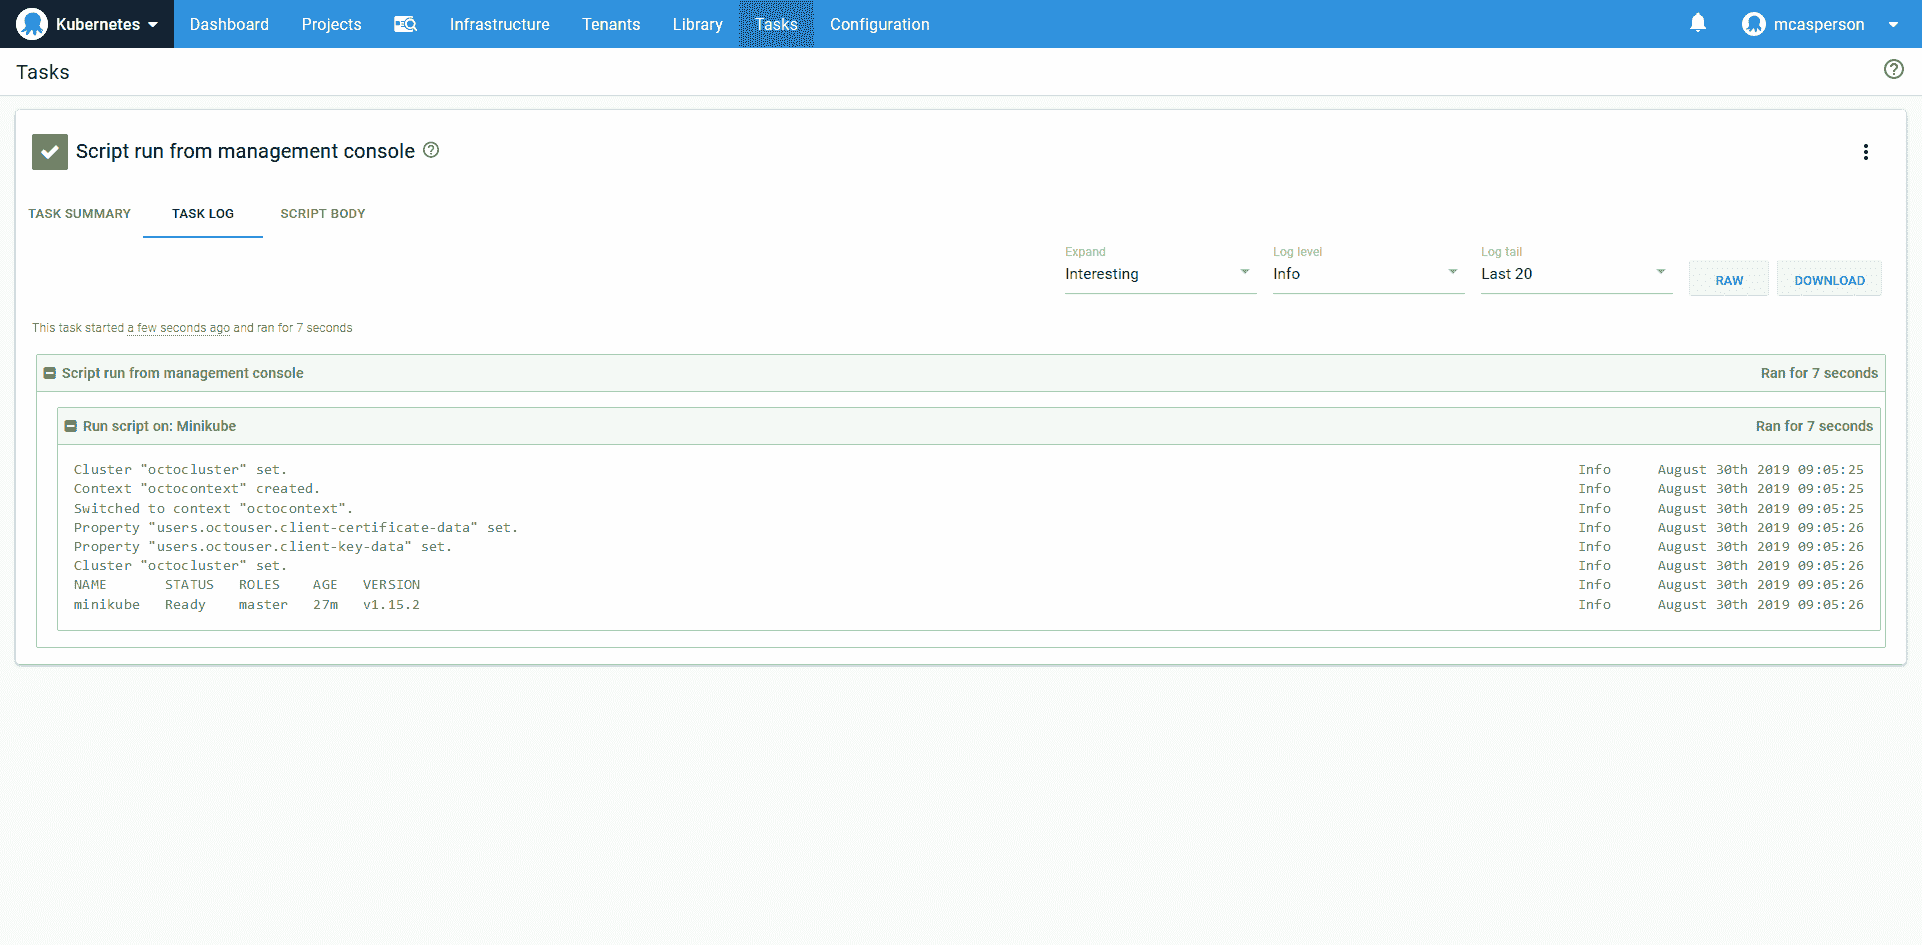 Kubernetes Dashboard Projects Infrastructure Tenants Library Tasks Configuration mcasperson
Tasks
Script run from management console
TASK SUMMARY TASK LOG SCRIPT BODY
Expand Log level Log tail
Interesting Info Last 20 RAW DOWNLOAD
This task started a few seconds ago and ran for 7 seconds
Script run from management console Ran for 7 seconds
Run script on: Minikube Ran for 7 seconds
Cluster "octocluster" set. Info August 30th 2019 09:05:25
Context "octocontext" created. Info August 30th 2019 09:05:25
Switched to context "octocontext". Info August 30th 2019 09:05:25
Property "users.octouser.client-certificate-data" set. Info August 30th 2019 09:05:26
Property "users.octouser.client-key-data" set. Info August 30th 2019 09:05:26
Cluster "octocluster" set. Info August 30th 2019 09:05:26
NAME STATUS ROLES AGE VERSION Info August 30th 2019 09:05:26
minikube Ready master 27m v1.15.2 Info August 30th 2019 09:05:26